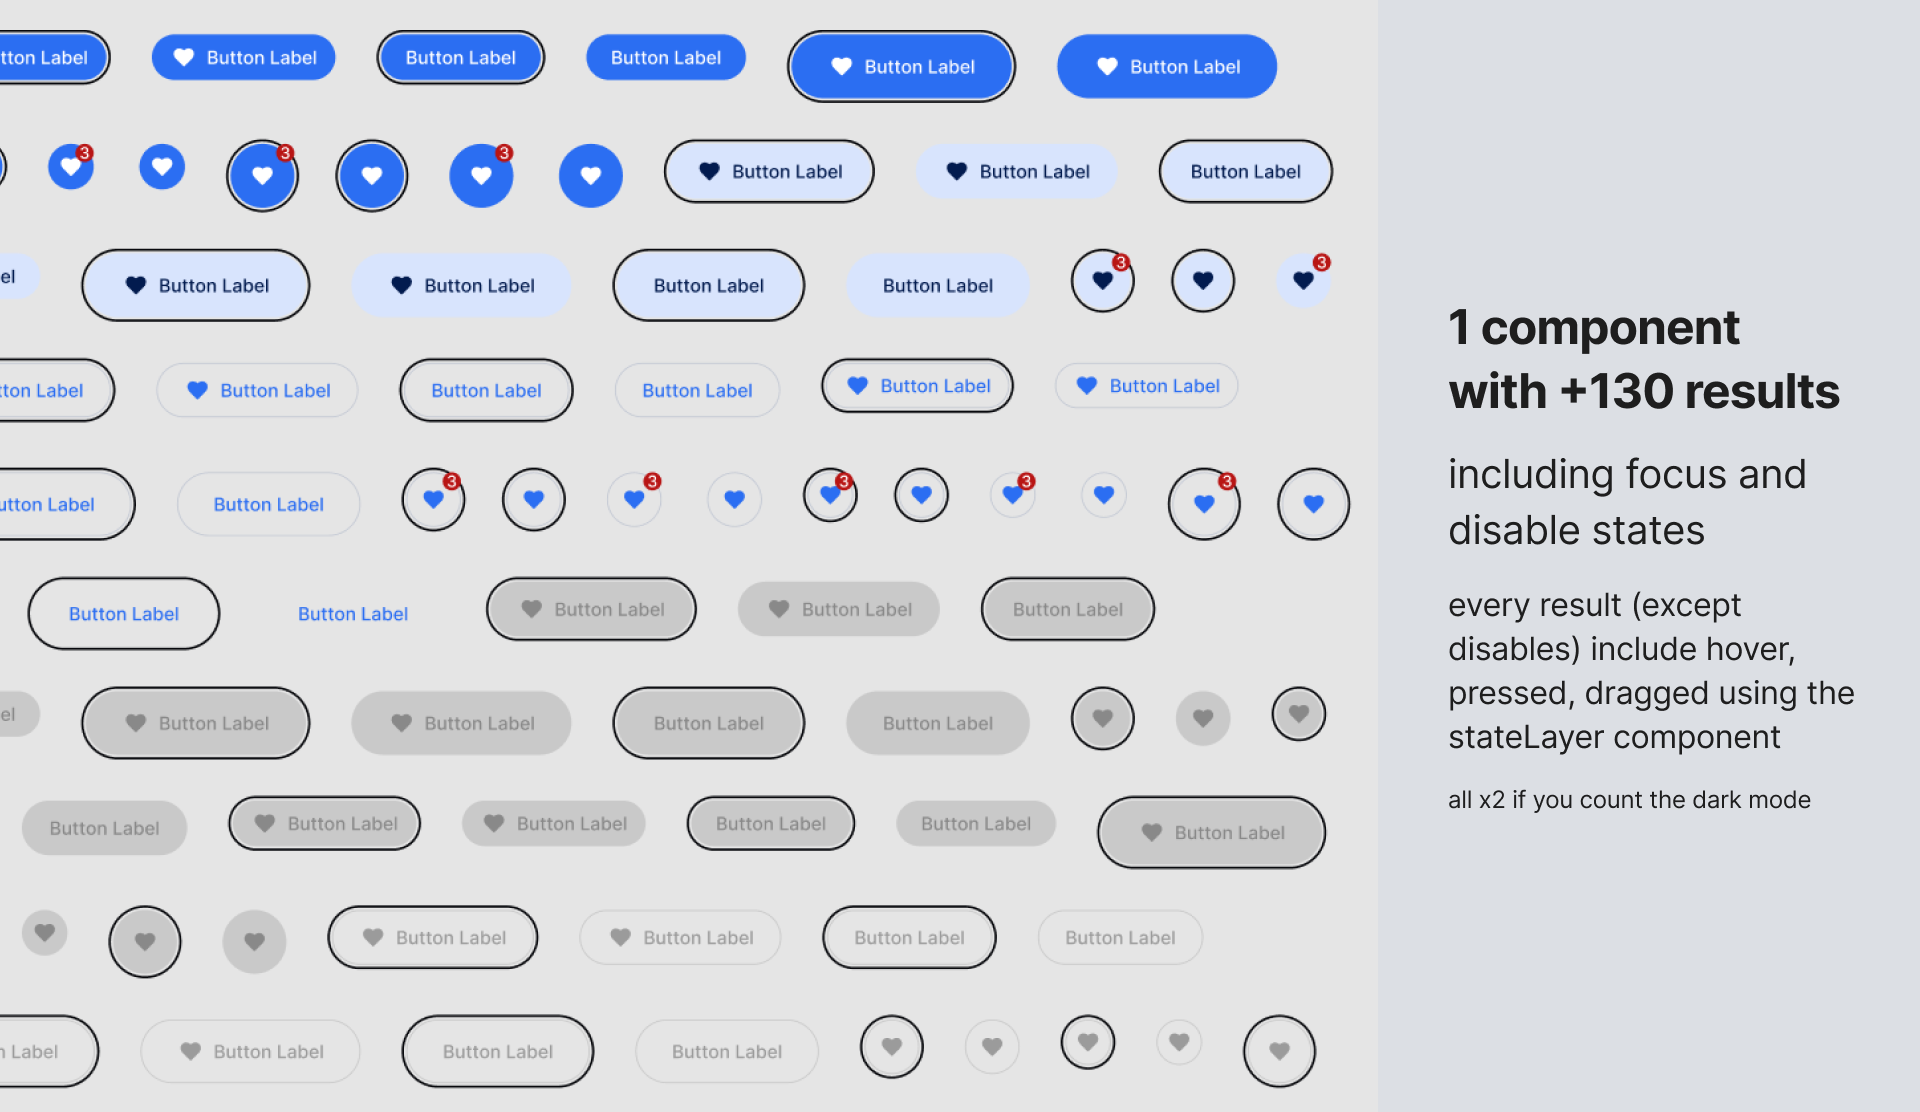 tton Label
Button Label
Button Label
Button Label
Button Label
Button Label
3
3
3
Button Label
Button Label
Button Label
el
Button Label
Button Label
Button Label
Button Label
3
3
tton Label
Button Label
Button Label
Button Label
Button Label
Button Label
utton Label
Button Label
3
3
3
3
3
Button Label
Button Label
Button Label
Button Label
Button Label
el
Button Label
Button Label
Button Label
Button Label
Button Label
Button Label
Button Label
Button Label
Button Label
Button Label
Button Label
Button Label
Button Label
Button Label
n Label
Button Label
Button Label
Button Label
1 component
with +130 results
including focus and
disable states
every result (except
disables) include hover,
pressed, dragged using the
stateLayer component
all x2 if you count the dark mode